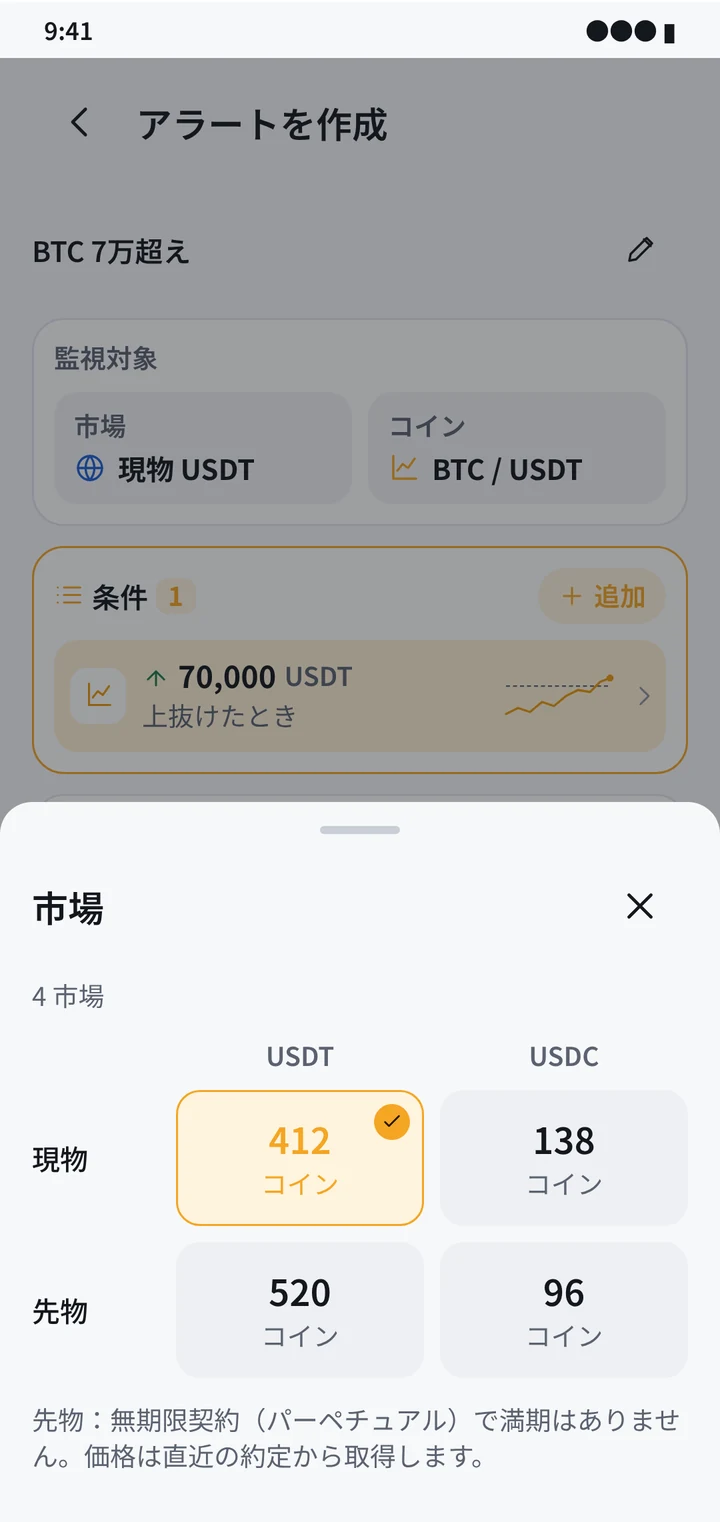 9:41
アラートを作成
BTC 7万超え
監視対象
市場
コイン
現物 USDT
BTC / USDT
条件 1
追加
70,000 USDT
上抜けたとき
市場
4 市場
USDT
USDC
現物
412
コイン
138
コイン
先物
520
コイン
96
コイン
先物：無期限契約（パーペチュアル）で満期はありませ
ん。価格は直近の約定から取得します。